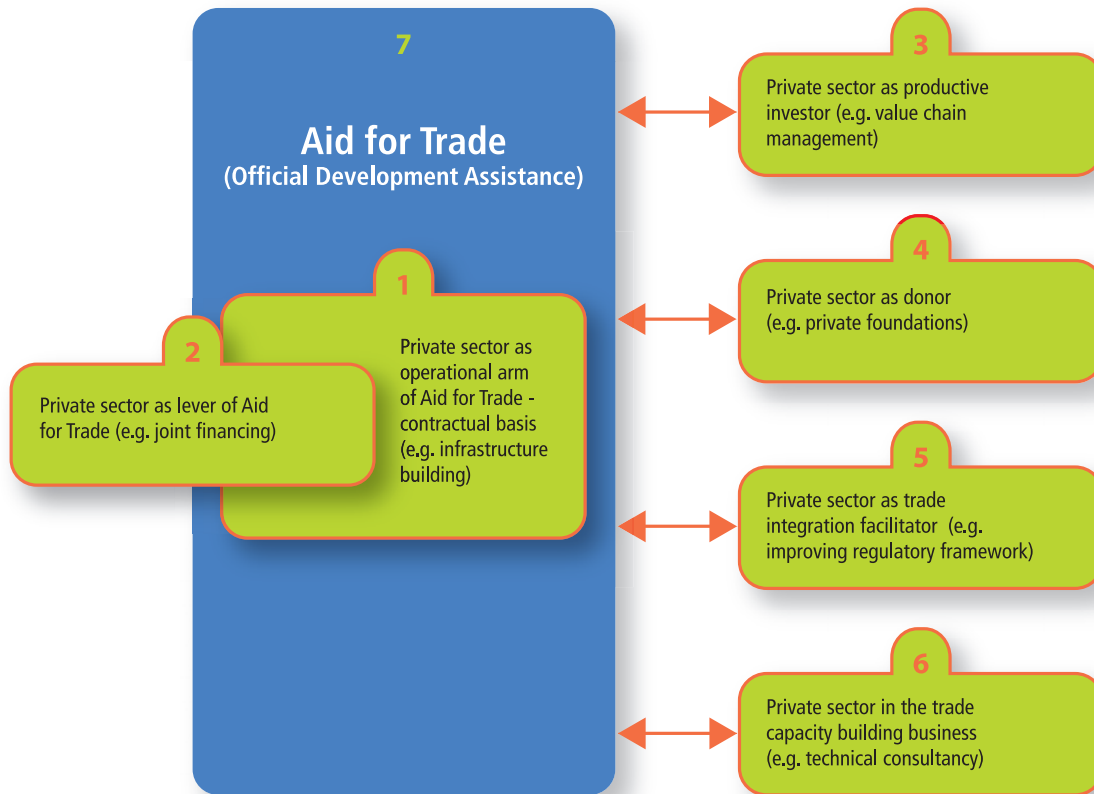 7
Aid for Trade
(Official Development Assistance)
1
Private sector as
operational arm
of Aid for Trade -
contractual basis
(e.g. infrastructure
building)
2
Private sector as lever of Aid
for Trade (e.g. joint financing)
3
Private sector as productive
investor (e.g. value chain
management)
4
Private sector as donor
(e.g. private foundations)
5
Private sector as trade
integration facilitator (e.g.
improving regulatory framework)
6
Private sector in the trade
capacity building business
(e.g. technical consultancy)